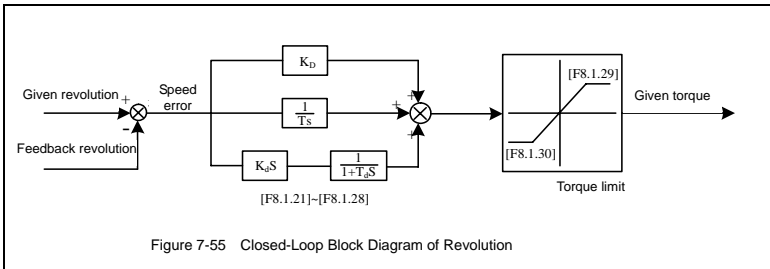 K_D
[F8.1.29]
Given revolution
+
Speed
error
1
Ts
+
+
+
Given torque
-
Feedback revolution
K_dS
1
1+T_dS
[F8.1.30]
[F8.1.21]~[F8.1.28]
Torque limit
Figure 7-55 Closed-Loop Block Diagram of Revolution